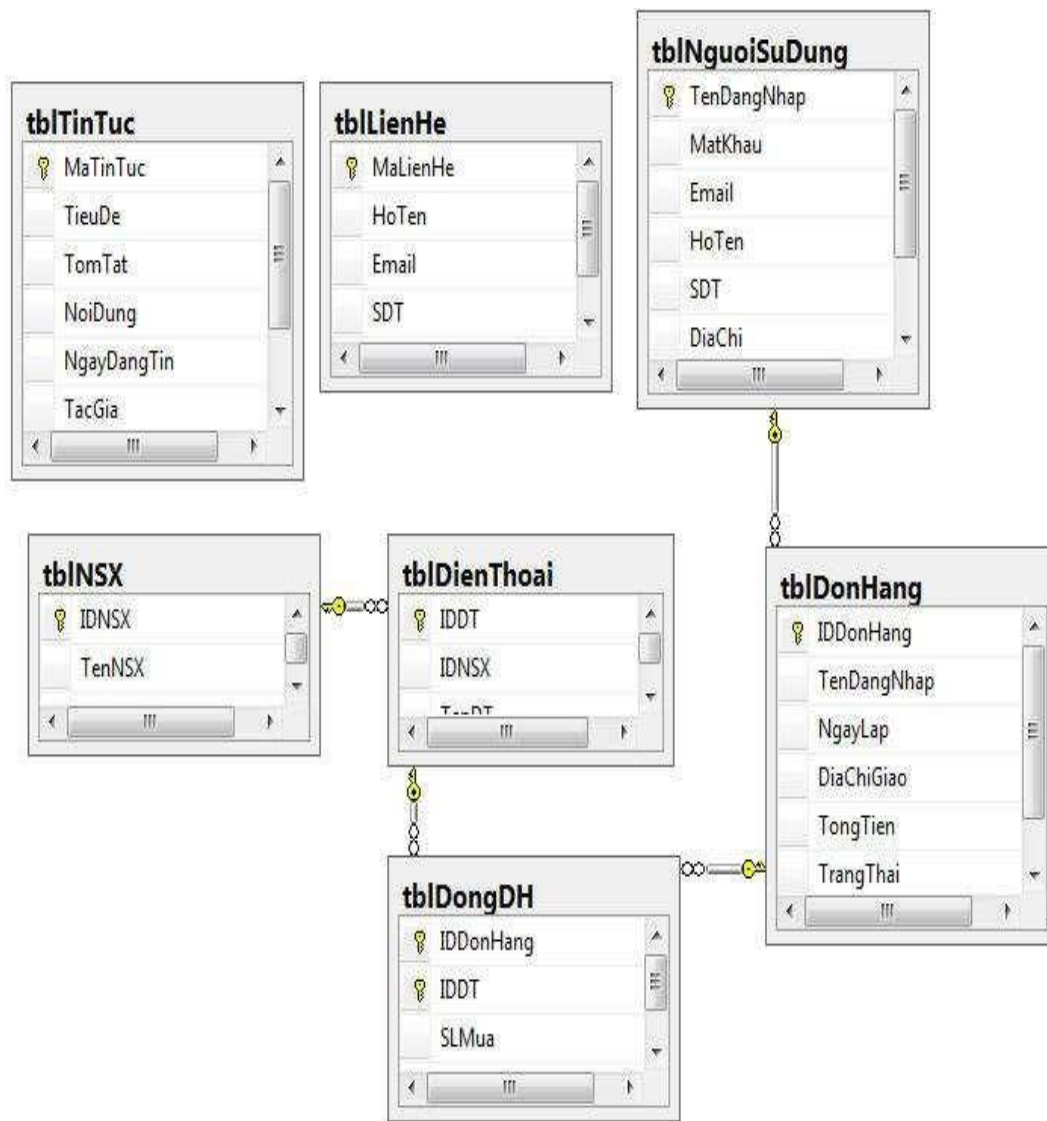 tblTinTuc
MaTinTuc
TieuDe
TomTat
NoiDung
NgayDangTin
TacGia
tblLienHe
MaLienHe
HoTen
Email
SDT
tblNguoiSuDung
TenDangNhap
MatKhau
Email
HoTen
SDT
DiaChi
tblNSX
IDNSX
TenNSX
tblDienThoai
IDDT
IDNSX
TenDT
tblDonHang
IDDonHang
TenDangNhap
NgayLap
DiaChiGiao
TongTien
TrangThai
tblDongDH
IDDonHang
IDDT
SLMua